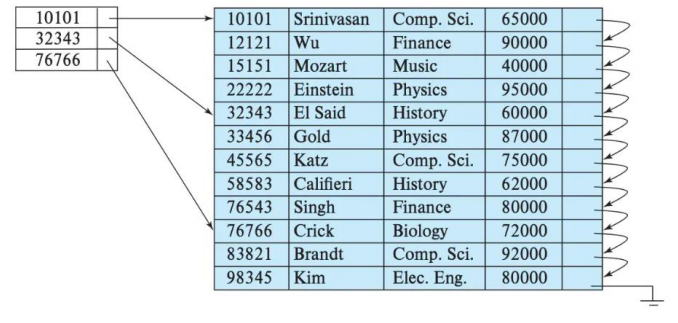 10101
32343
76766
10101 Srinivasan Comp. Sci. 65000
12121 Wu Finance 90000
15151 Mozart Music 40000
22222 Einstein Physics 95000
32343 El Said History 60000
33456 Gold Physics 87000
45565 Katz Comp. Sci. 75000
58583 Califieri History 62000
76543 Singh Finance 80000
76766 Crick Biology 72000
83821 Brandt Comp. Sci. 92000
98345 Kim Elec. Eng. 80000